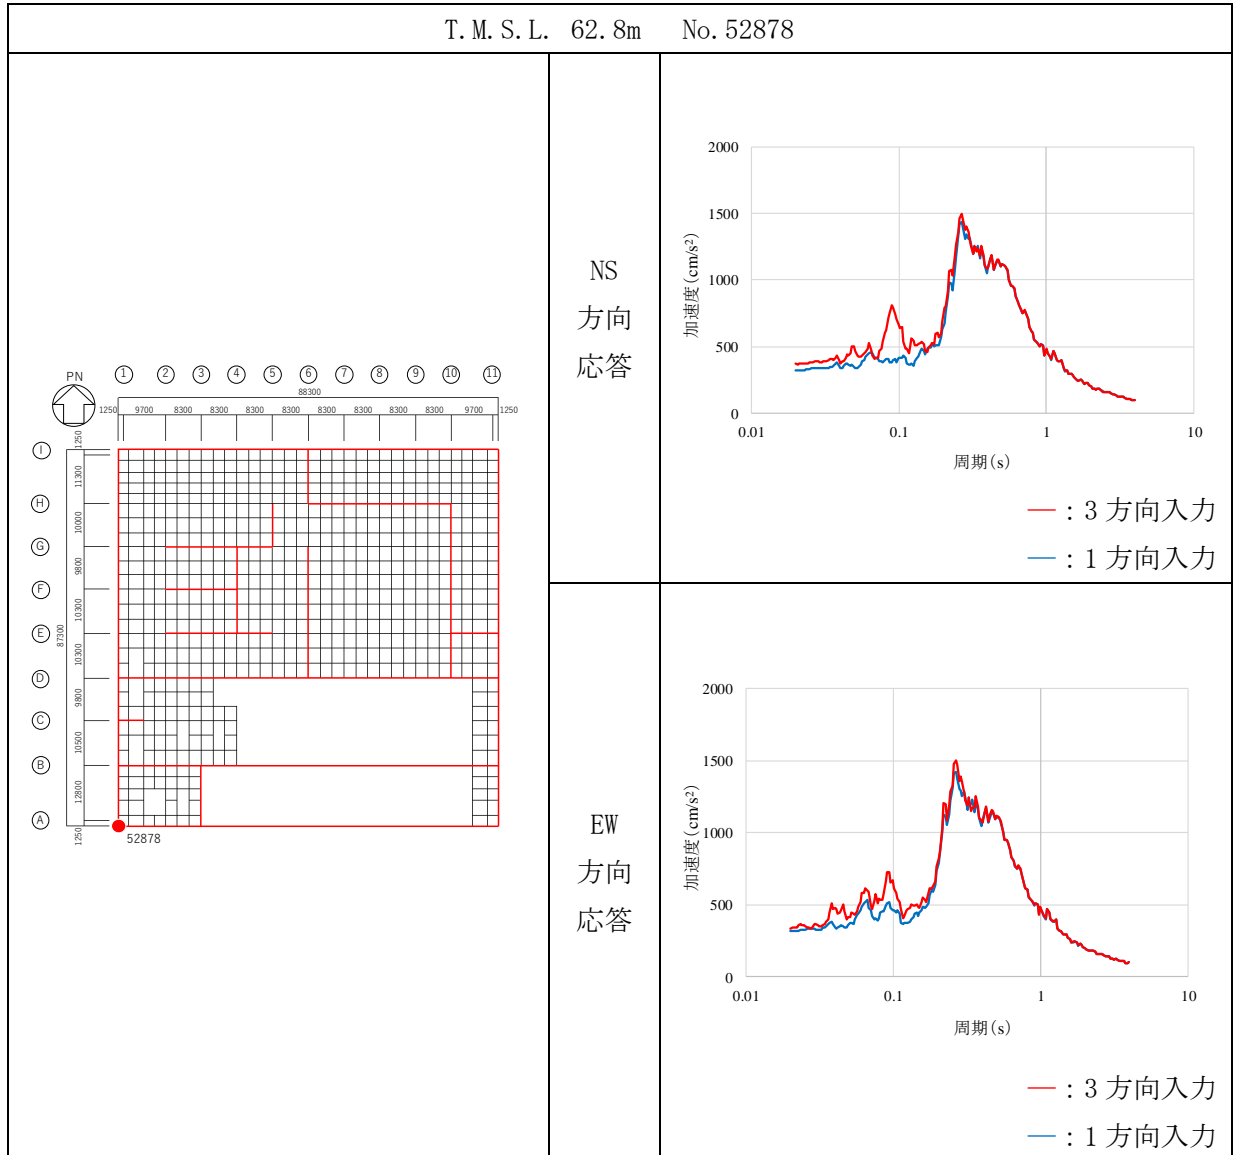 T.M.S.L. 62.8m No.52878
PN
1 2 3 4 5 6 7 8 9 10 11
88300
1250 9700 8300 8300 8300 8300 8300 8300 8300 8300 9700 1250
I
H
G
F
E
D
C
B
A
1250
11300
10000
9800
10300
10300
9800
10500
12800
1250
87300
52878
NS
方向
応答
2000
1500
1000
500
0
加速度(cm/s²)
0.01 0.1 1 10
周期(s)
:3方向入力
:1方向入力
EW
方向
応答
2000
1500
1000
500
0
加速度(cm/s²)
0.01 0.1 1 10
周期(s)
:3方向入力
:1方向入力